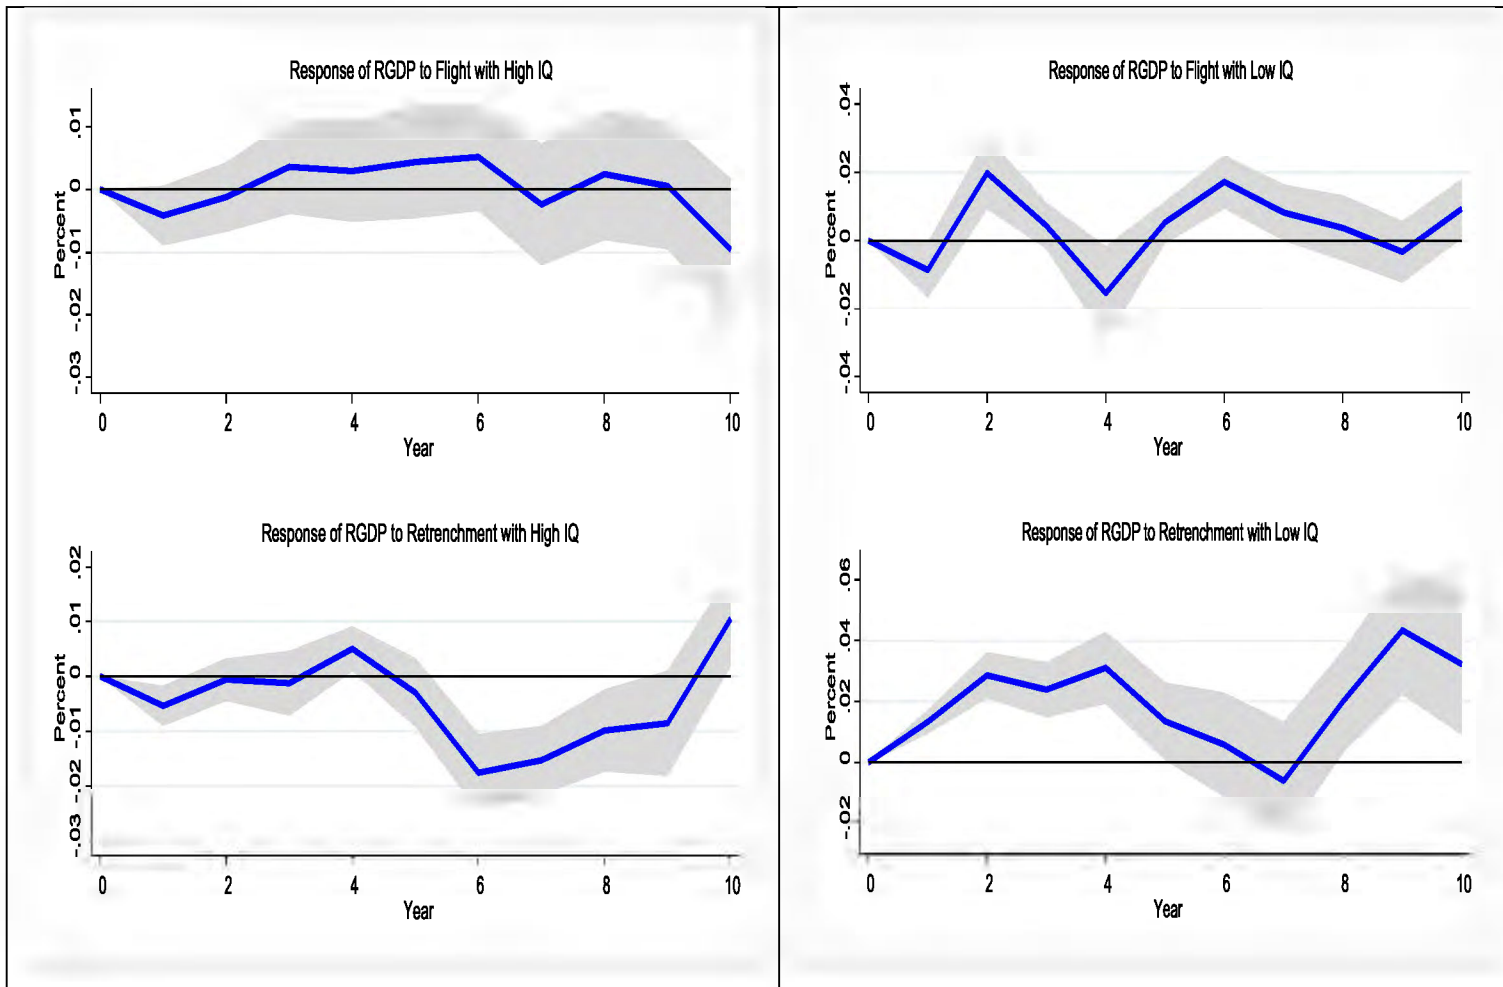 Response of RGDP to Flight with High IQ
Percent
.01
0
-.01
-.02
-.03
0 2 4 6 8 10
Year
Response of RGDP to Flight with Low IQ
Percent
.04
.02
0
-.02
-.04
0 2 4 6 8 10
Year
Response of RGDP to Retrenchment with High IQ
Percent
.02
.01
0
-.01
-.02
-.03
0 2 4 6 8 10
Year
Response of RGDP to Retrenchment with Low IQ
Percent
.06
.04
.02
0
-.02
0 2 4 6 8 10
Year